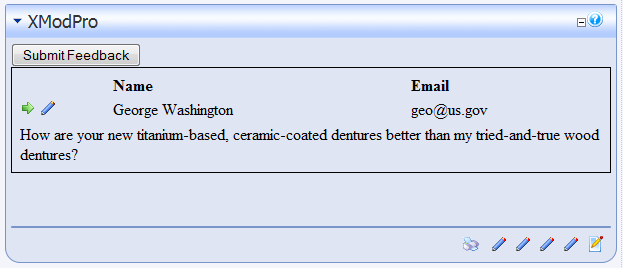 XModPro
Submit Feedback
Name Email
George Washington geo@us.gov
How are your new titanium-based, ceramic-coated dentures better than my tried-and-true wood
dentures?